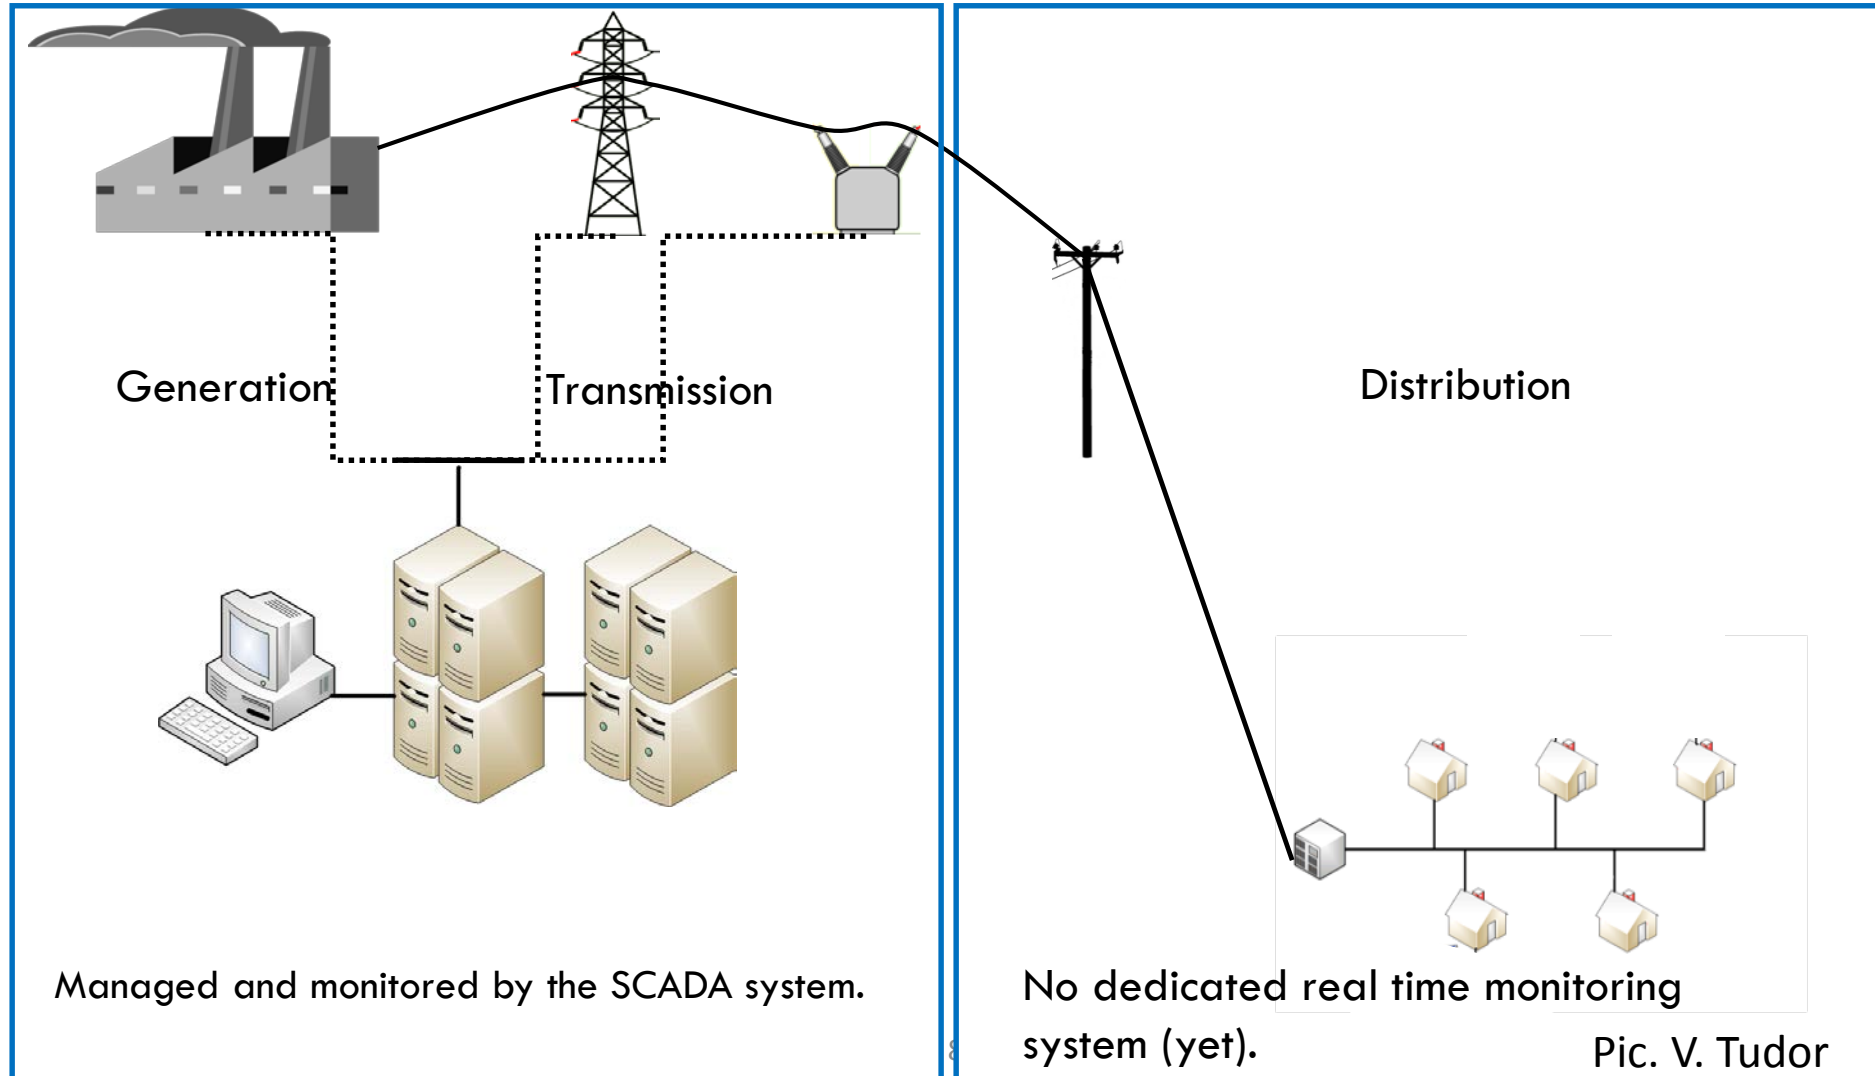 Generation
Transmission
Distribution
Managed and monitored by the SCADA system.
No dedicated real time monitoring
system (yet).
8
Pic. V. Tudor